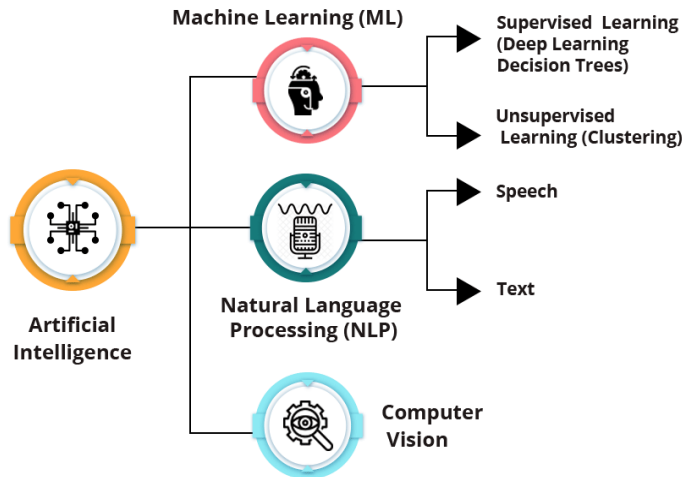 Machine Learning (ML)
Supervised Learning
(Deep Learning
Decision Trees)
Unsupervised
Learning (Clustering)
Speech
Text
Natural Language
Processing (NLP)
Artificial
Intelligence
Computer
Vision